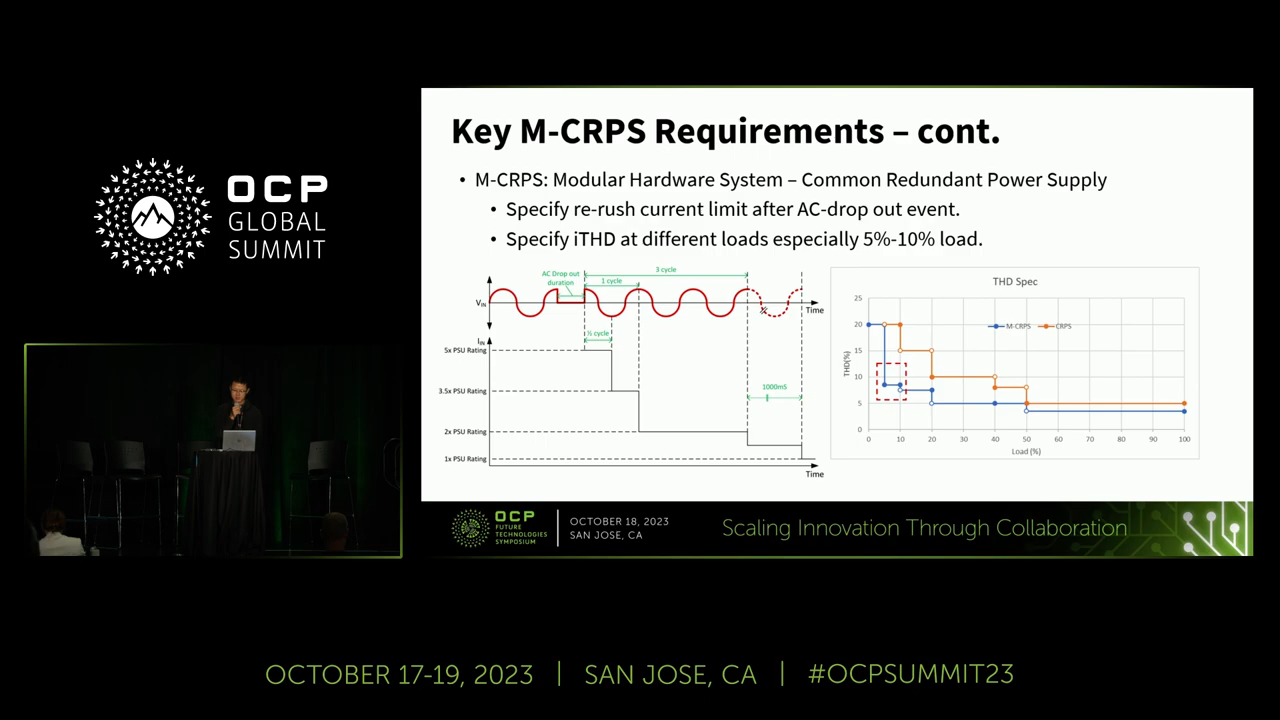 OCP
GLOBAL
SUMMIT
Key M-CRPS Requirements – cont.
• M-CRPS: Modular Hardware System – Common Redundant Power Supply
• Specify re-rush current limit after AC-drop out event.
• Specify iTHD at different loads especially 5%-10% load.
AC Drop out
duration
3 cycle
1 cycle
VIN
Time
½ cycle
IIN
5x PSU Rating
3.5x PSU Rating
1000mS
2x PSU Rating
1x PSU Rating
Time
THD Spec
25
20
15
10
5
0
THD(%)
M-CRPS
CRPS
0 10 20 30 40 50 60 70 80 90 100
Load (%)
OCP
FUTURE
TECHNOLOGIES
SYMPOSIUM
OCTOBER 18, 2023
SAN JOSE, CA
Scaling Innovation Through Collaboration
OCTOBER 17-19, 2023 | SAN JOSE, CA | #OCPSUMMIT23